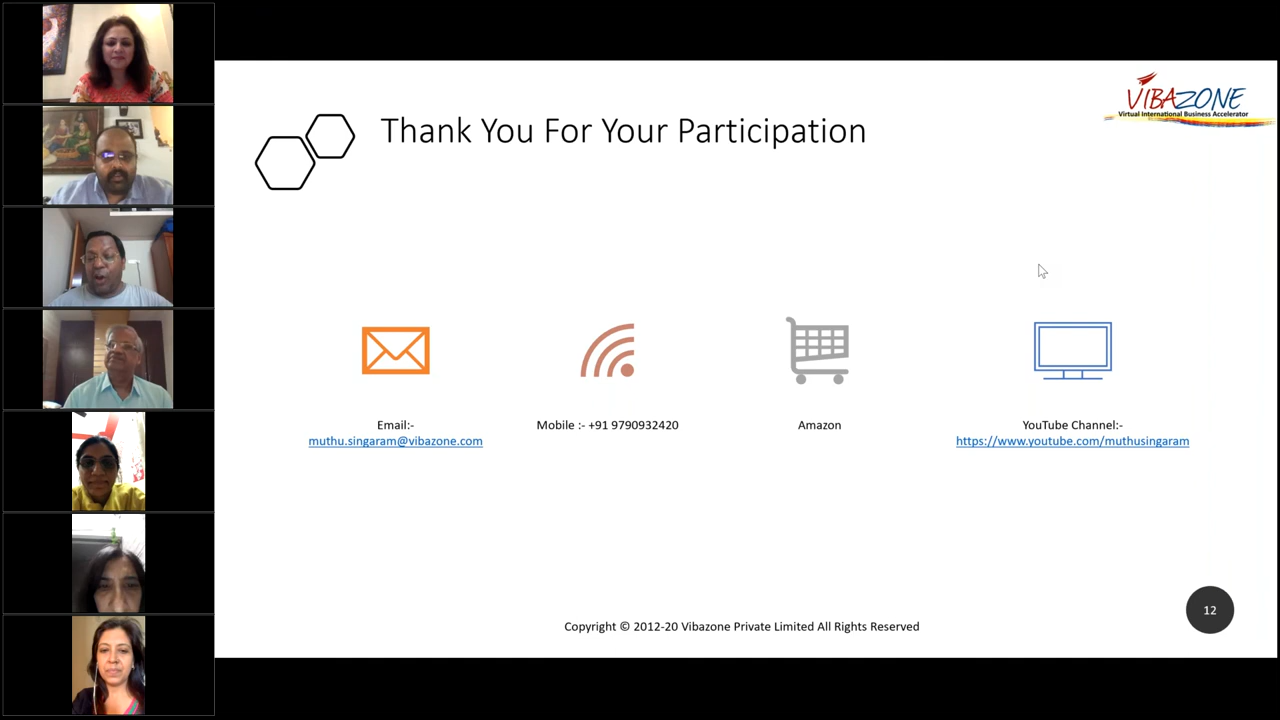 VIBAZONE
Virtual International Business Accelerator
Thank You For Your Participation
Email:-
muthu.singaram@vibazone.com
Mobile :- +91 9790932420
Amazon
YouTube Channel:-
https://www.youtube.com/muthusingaram
12
Copyright © 2012-20 Vibazone Private Limited All Rights Reserved